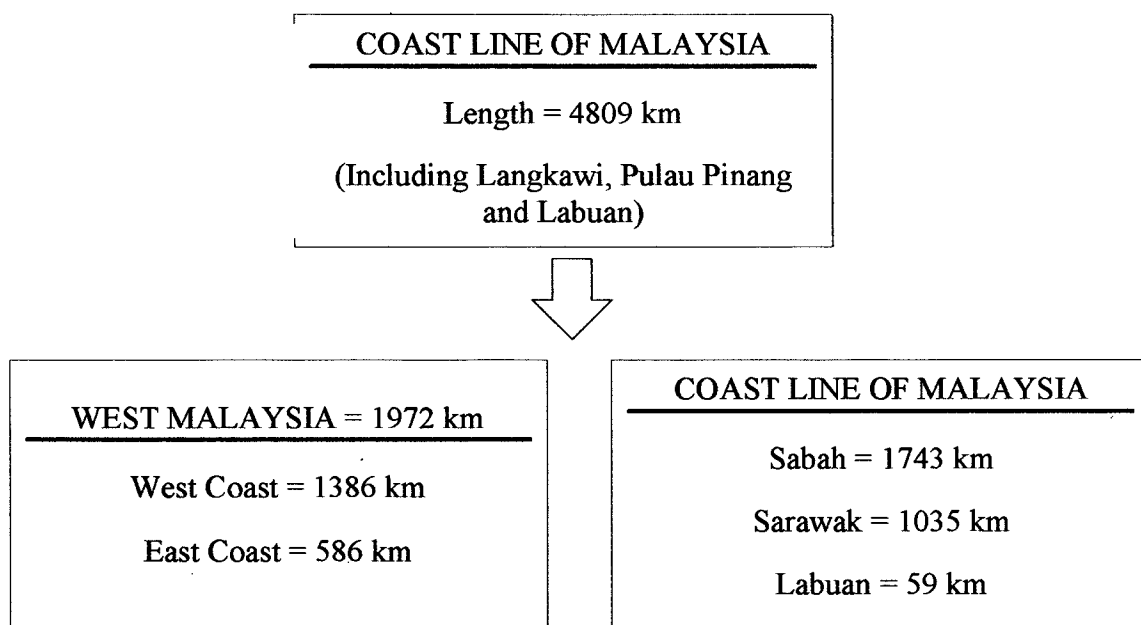 COAST LINE OF MALAYSIA
Length = 4809 km
(Including Langkawi, Pulau Pinang
and Labuan)
WEST MALAYSIA = 1972 km
West Coast = 1386 km
East Coast = 586 km
COAST LINE OF MALAYSIA
Sabah = 1743 km
Sarawak = 1035 km
Labuan = 59 km